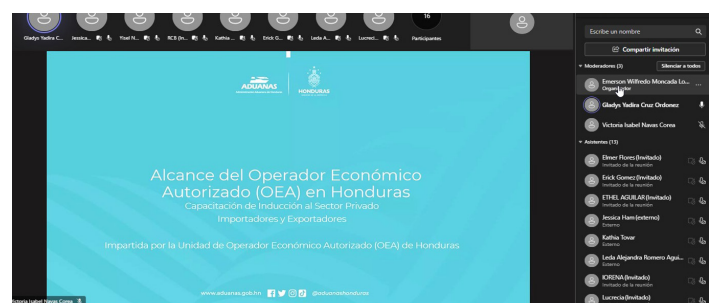 Gladys Yadira C...
Jessica...
Yisel N...
RCB (In...
Kathia ...
Erick G...
Leda A...
Lucreci...
16
Participantes
ADUANAS
HONDURAS
Alcance del Operador Económico
Autorizado (OEA) en Honduras
Capacitación de Inducción al Sector Privado
Importadores y Exportadores
Impartida por la Unidad de Operador Económico Autorizado (OEA) de Honduras
www.aduanas.gob.hn
@aduanashonduras
Victoria Isabel Navas Corea
Escribe un nombre
Compartir invitación
Moderadores (3)
Silenciar a todos
Emerson Wilfredo Moncada Lo...
Organizador
Gladys Yadira Cruz Ordonez
Victoria Isabel Navas Corea
Asistentes (13)
Elmer Flores (Invitado)
Invitado de la reunión
Erick Gomez (Invitado)
Invitado de la reunión
ETHEL AGUILAR (Invitado)
Invitado de la reunión
Jessica Ham (externo)
Externo
Kathia Tovar
Externo
Leda Alejandra Romero Agui...
Externo
lORENA (Invitado)
Invitado de la reunión
Lucrecia (Invitado)